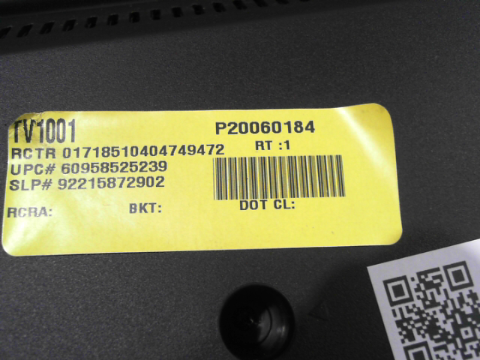 TV1001 P20060184
RCTR 01718510404749472 RT :1
UPC# 60958525239
SLP# 92215872902
RCRA: BKT: DOT CL: